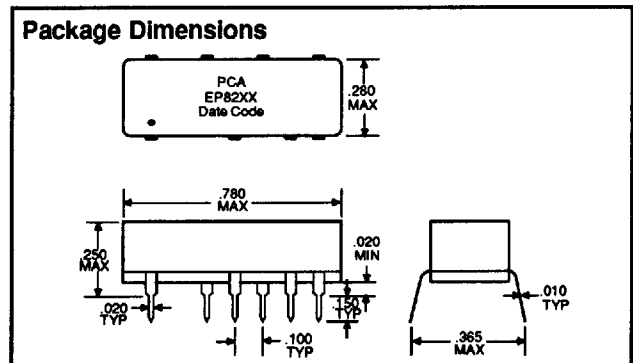 Package Dimensions
PCA
EP82XX
Date Code
.280
MAX
.780
MAX
.250
MAX
.020
MIN
.020
TYP
.150
TYP
.100
TYP
.010
TYP
.365
MAX